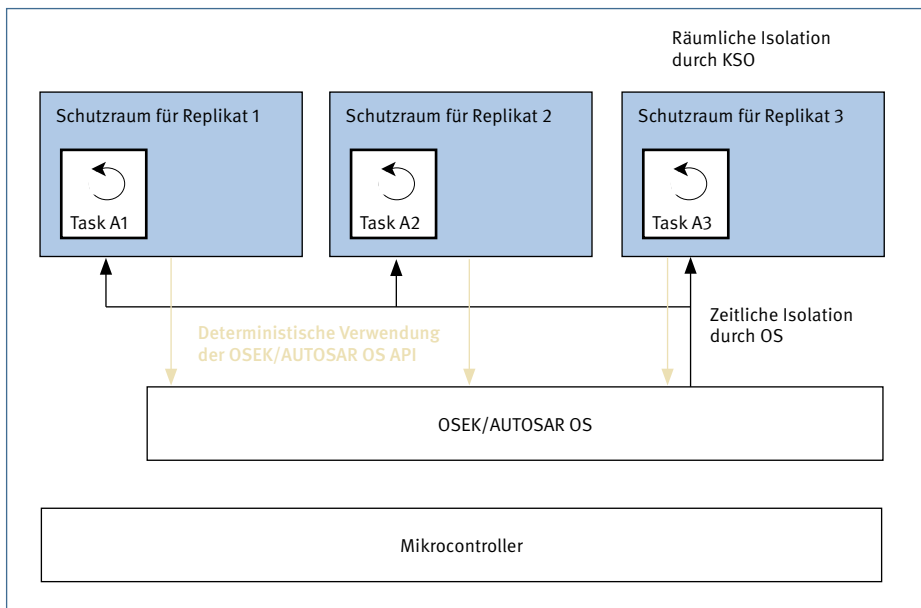 Räumliche Isolation
durch KSO
Schutzraum für Replikat 1
Schutzraum für Replikat 2
Schutzraum für Replikat 3
Task A1
Task A2
Task A3
Deterministische Verwendung
der OSEK/AUTOSAR OS API
Zeitliche Isolation
durch OS
OSEK/AUTOSAR OS
Mikrocontroller